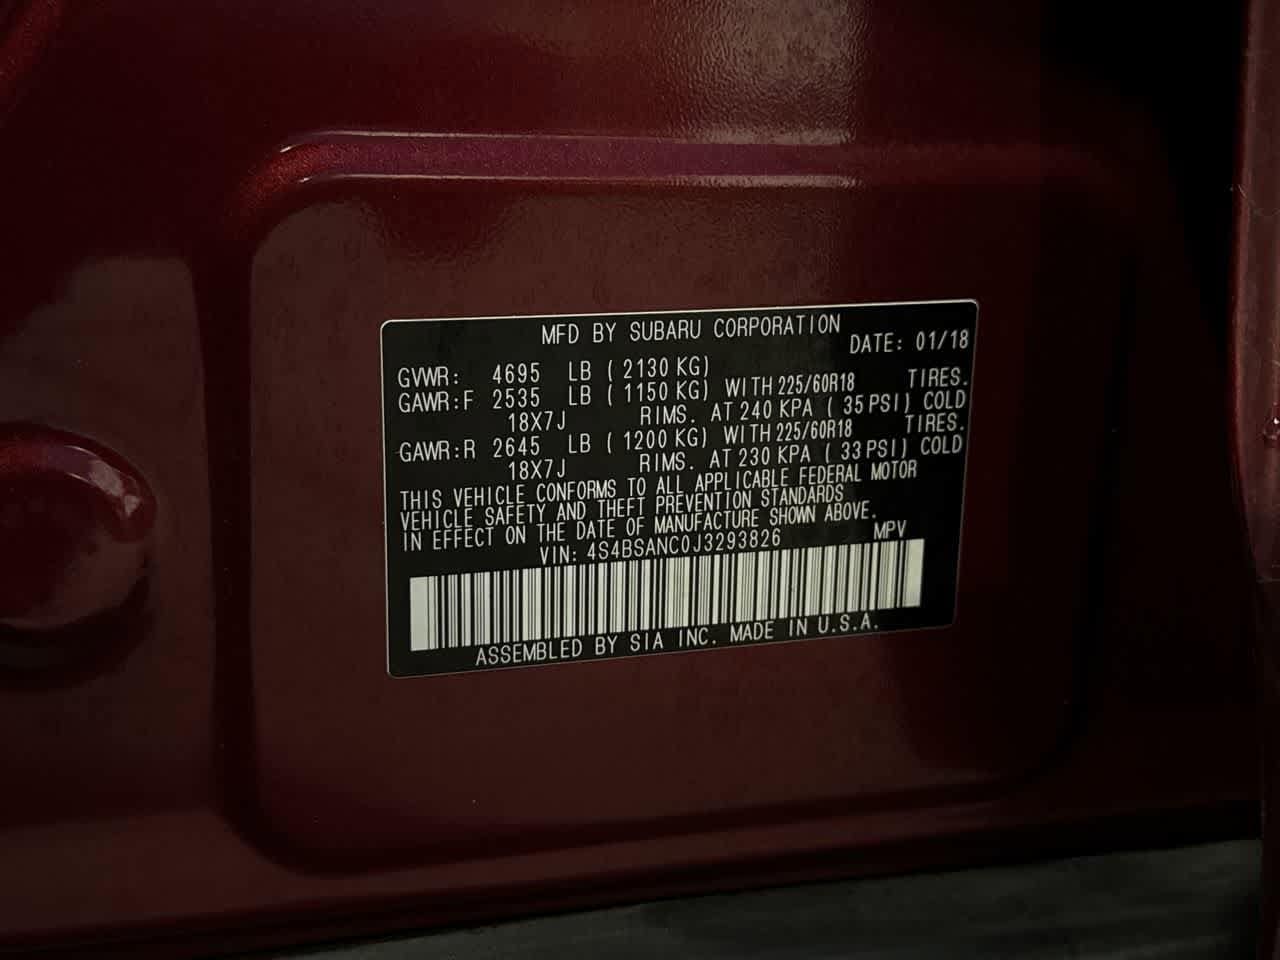 MFD BY SUBARU CORPORATION
DATE: 01/18
GVWR: 4695 LB ( 2130 KG)
GAWR:F 2535 LB ( 1150 KG) WITH 225/60R18 TIRES.
18X7J RIMS. AT 240 KPA ( 35 PSI) COLD
GAWR:R 2645 LB ( 1200 KG) WITH 225/60R18 TIRES.
18X7J RIMS. AT 230 KPA ( 33 PSI) COLD
THIS VEHICLE CONFORMS TO ALL APPLICABLE FEDERAL MOTOR
VEHICLE SAFETY AND THEFT PREVENTION STANDARDS
IN EFFECT ON THE DATE OF MANUFACTURE SHOWN ABOVE.
VIN: 4S4BSANC0J3293826 MPV
ASSEMBLED BY SIA INC. MADE IN U.S.A.